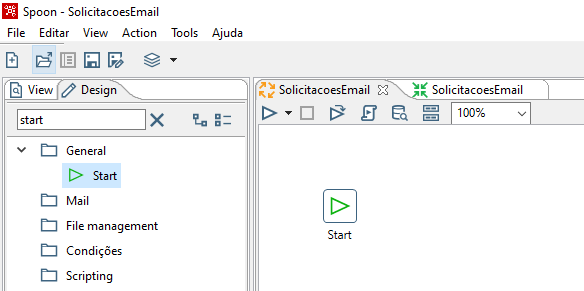 Spoon - SolicitacoesEmail
File Editar View Action Tools Ajuda
View Design
SolicitacoesEmail SolicitacoesEmail
start
100%
General
Start
Mail
File management
Condições
Scripting
Start